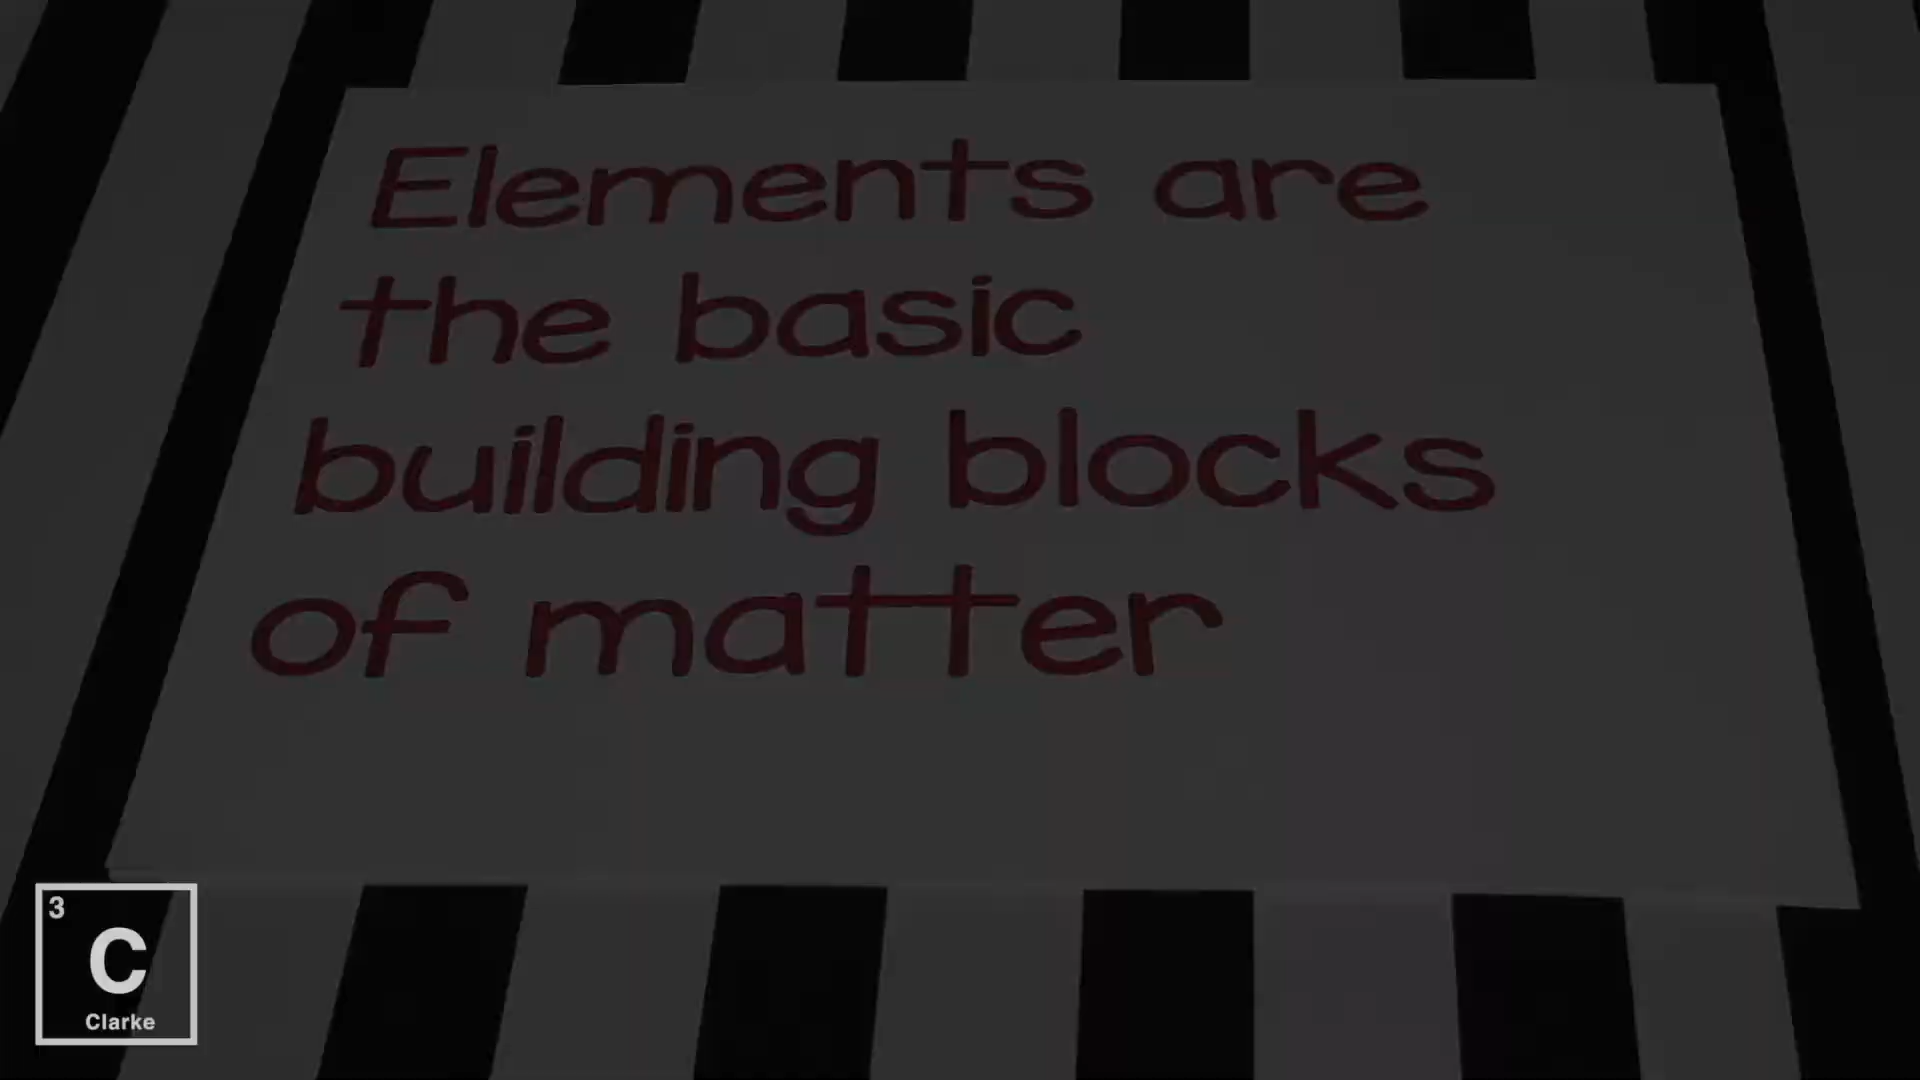 Elements are
the basic
building blocks
of matter
3
C
Clarke